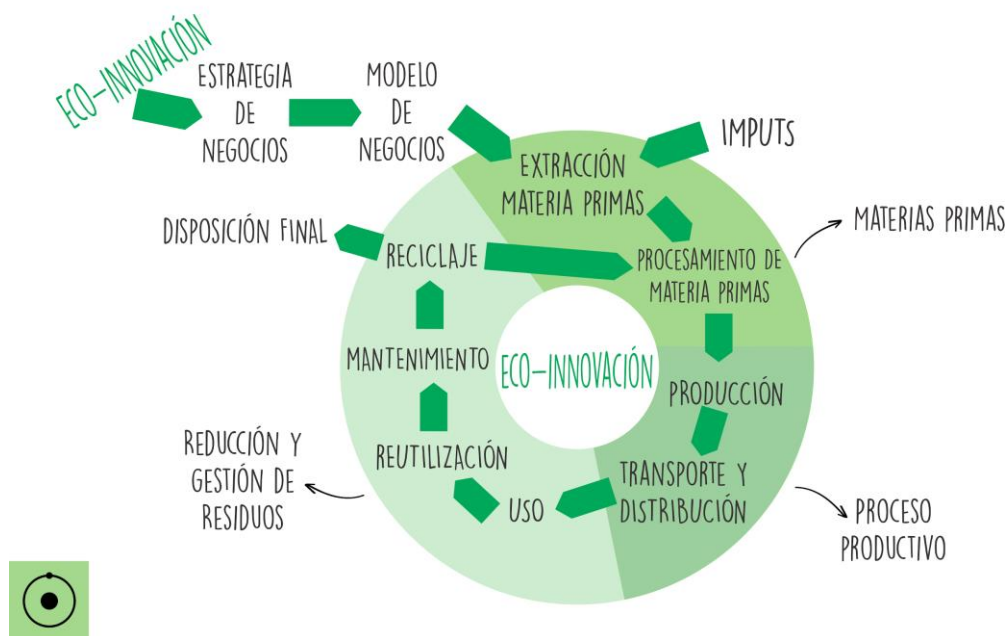 ECO-INNOVACIÓN
ESTRATEGIA
DE
NEGOCIOS
MODELO
DE
NEGOCIOS
IMPUTS
EXTRACCIÓN
MATERIA PRIMAS
MATERIAS PRIMAS
DISPOSICIÓN FINAL
RECICLAJE
PROCESAMIENTO DE
MATERIA PRIMAS
MANTENIMIENTO
ECO-INNOVACIÓN
PRODUCCIÓN
REDUCCIÓN Y
GESTIÓN DE
RESIDUOS
REUTILIZACIÓN
USO
TRANSPORTE Y
DISTRIBUCIÓN
PROCESO
PRODUCTIVO